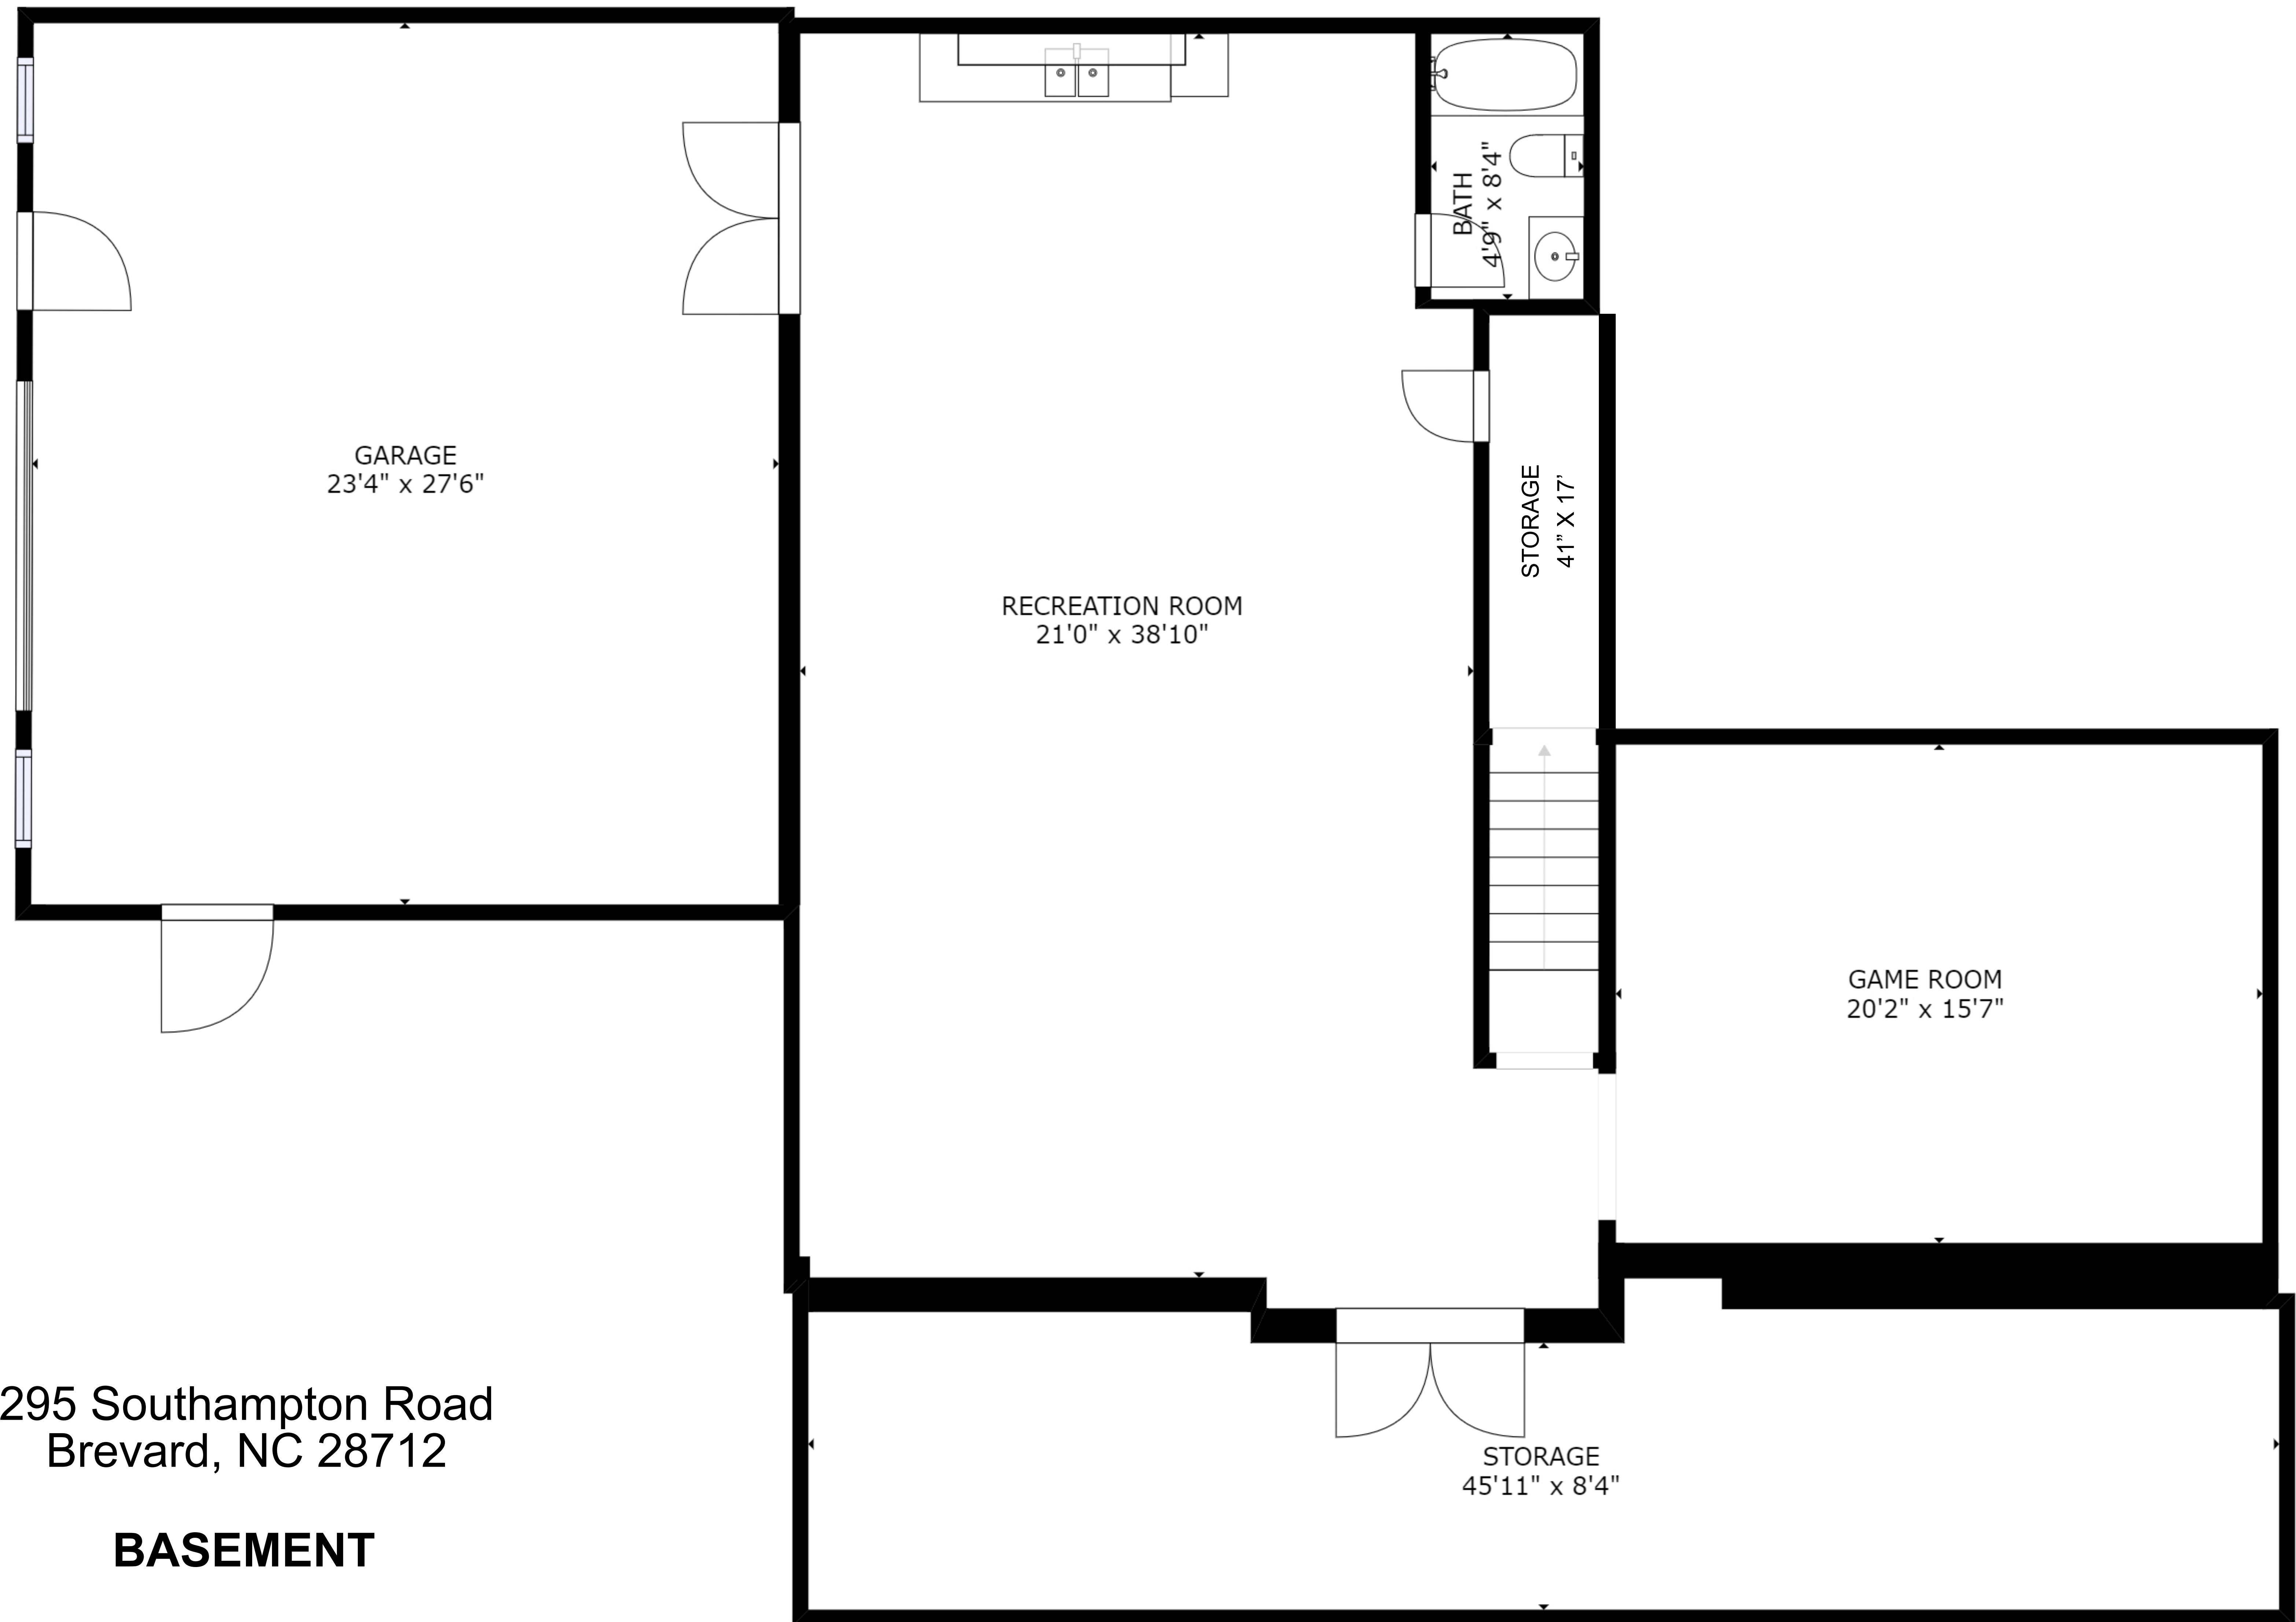 BATH
4'9" x 8'4"
GARAGE
23'4" x 27'6"
STORAGE
41” X 17’
RECREATION ROOM
21'0" x 38'10"
GAME ROOM
20'2" x 15'7"
295 Southampton Road
Brevard, NC 28712
STORAGE
45'11" x 8'4"
BASEMENT